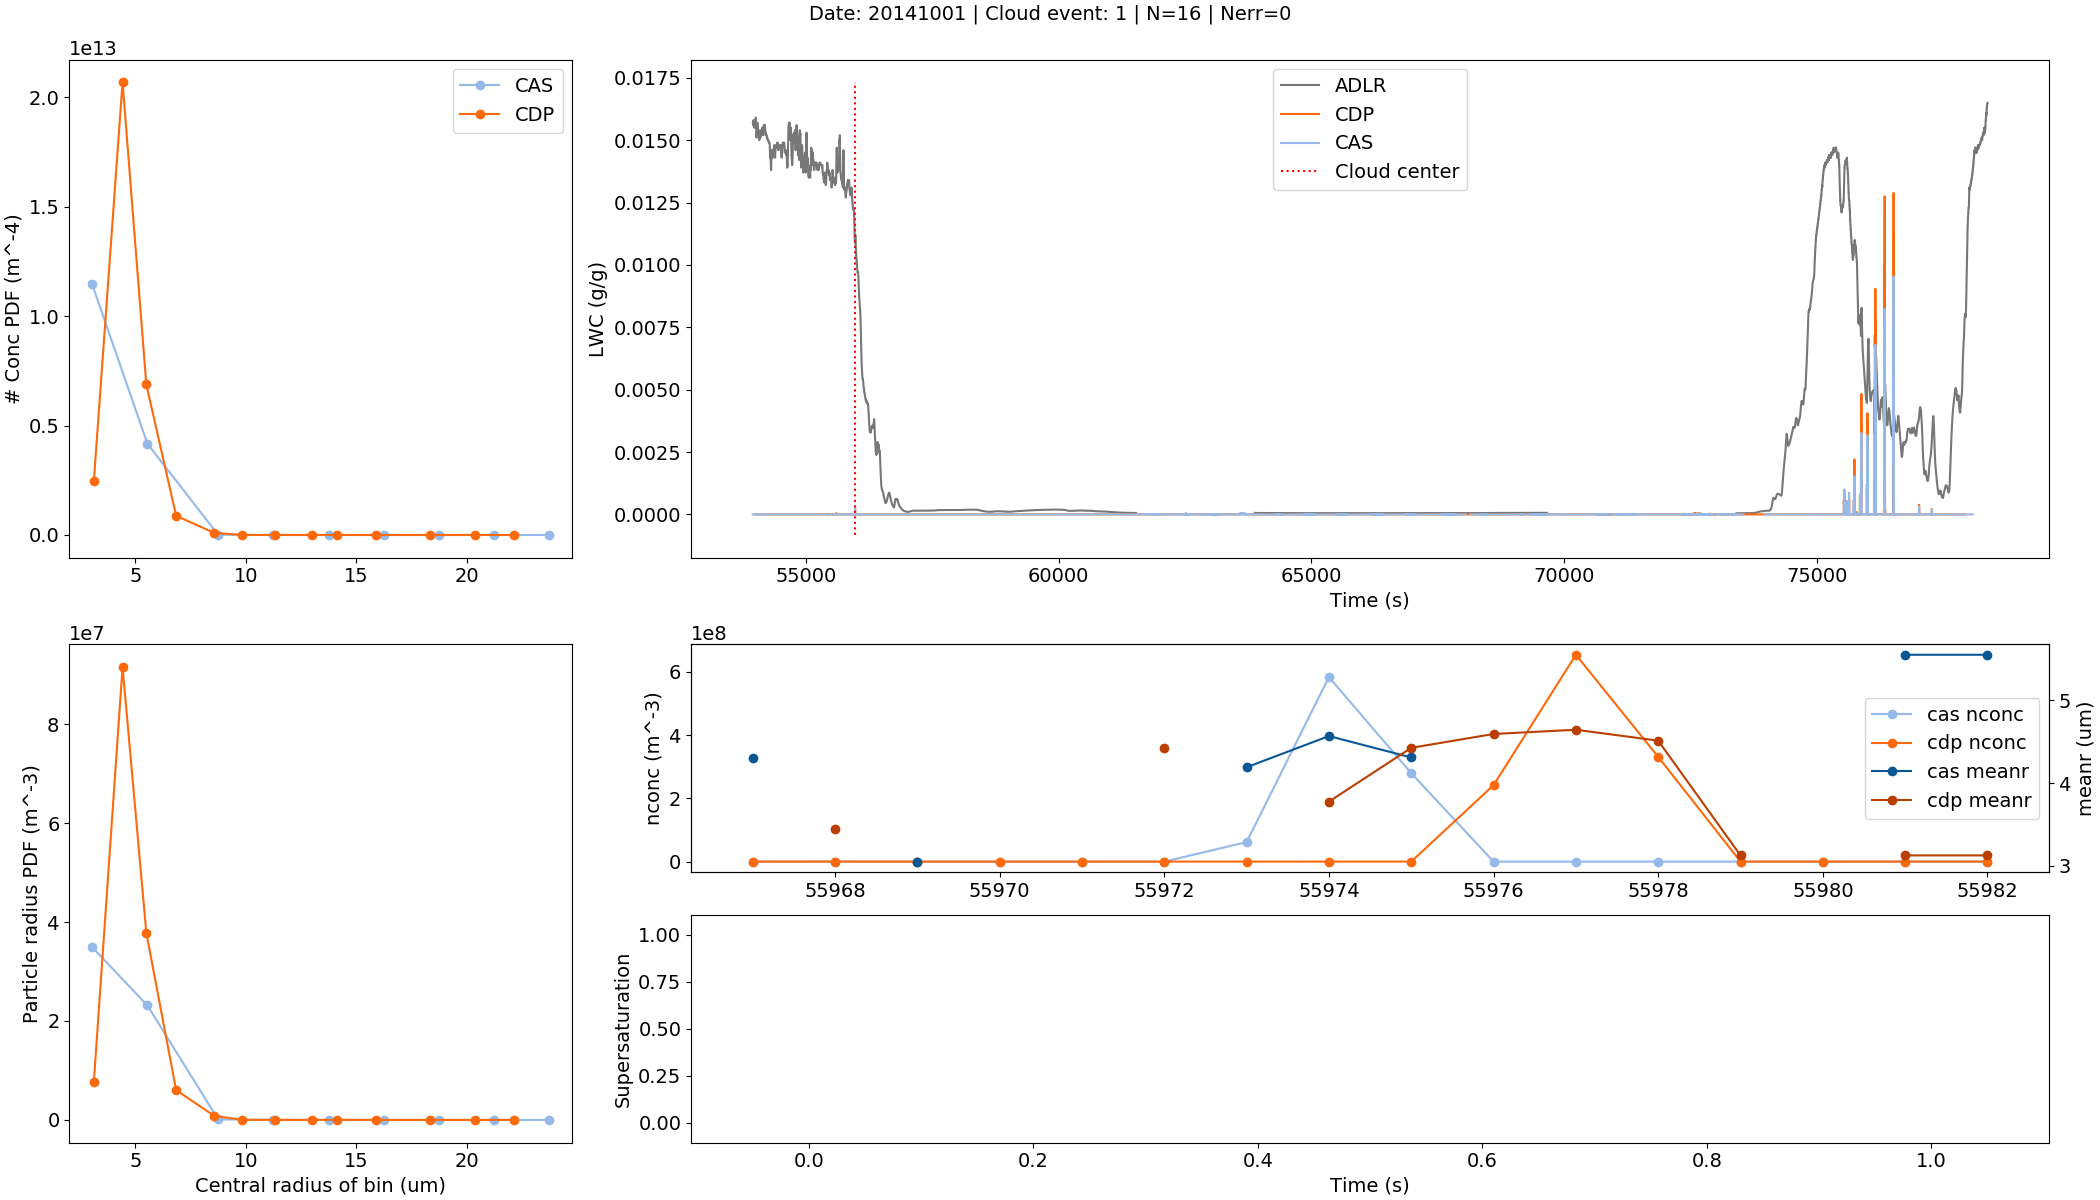 Date: 20141001 | Cloud event: 1 | N=16 | Nerr=0
1e13
# Conc PDF (m^-4)
2.0
1.5
1.0
0.5
0.0
5 10 15 20
CAS
CDP
LWC (g/g)
0.0175
0.0150
0.0125
0.0100
0.0075
0.0050
0.0025
0.0000
55000 60000 65000 70000 75000
Time (s)
ADLR
CDP
CAS
Cloud center
1e7
Particle radius PDF (m^-3)
8
6
4
2
0
5 10 15 20
Central radius of bin (um)
1e8
nconc (m^-3)
6
4
2
0
55968 55970 55972 55974 55976 55978 55980 55982
5
4
3
meanr (um)
cas nconc
cdp nconc
cas meanr
cdp meanr
Supersaturation
1.00
0.75
0.50
0.25
0.00
0.0 0.2 0.4 0.6 0.8 1.0
Time (s)